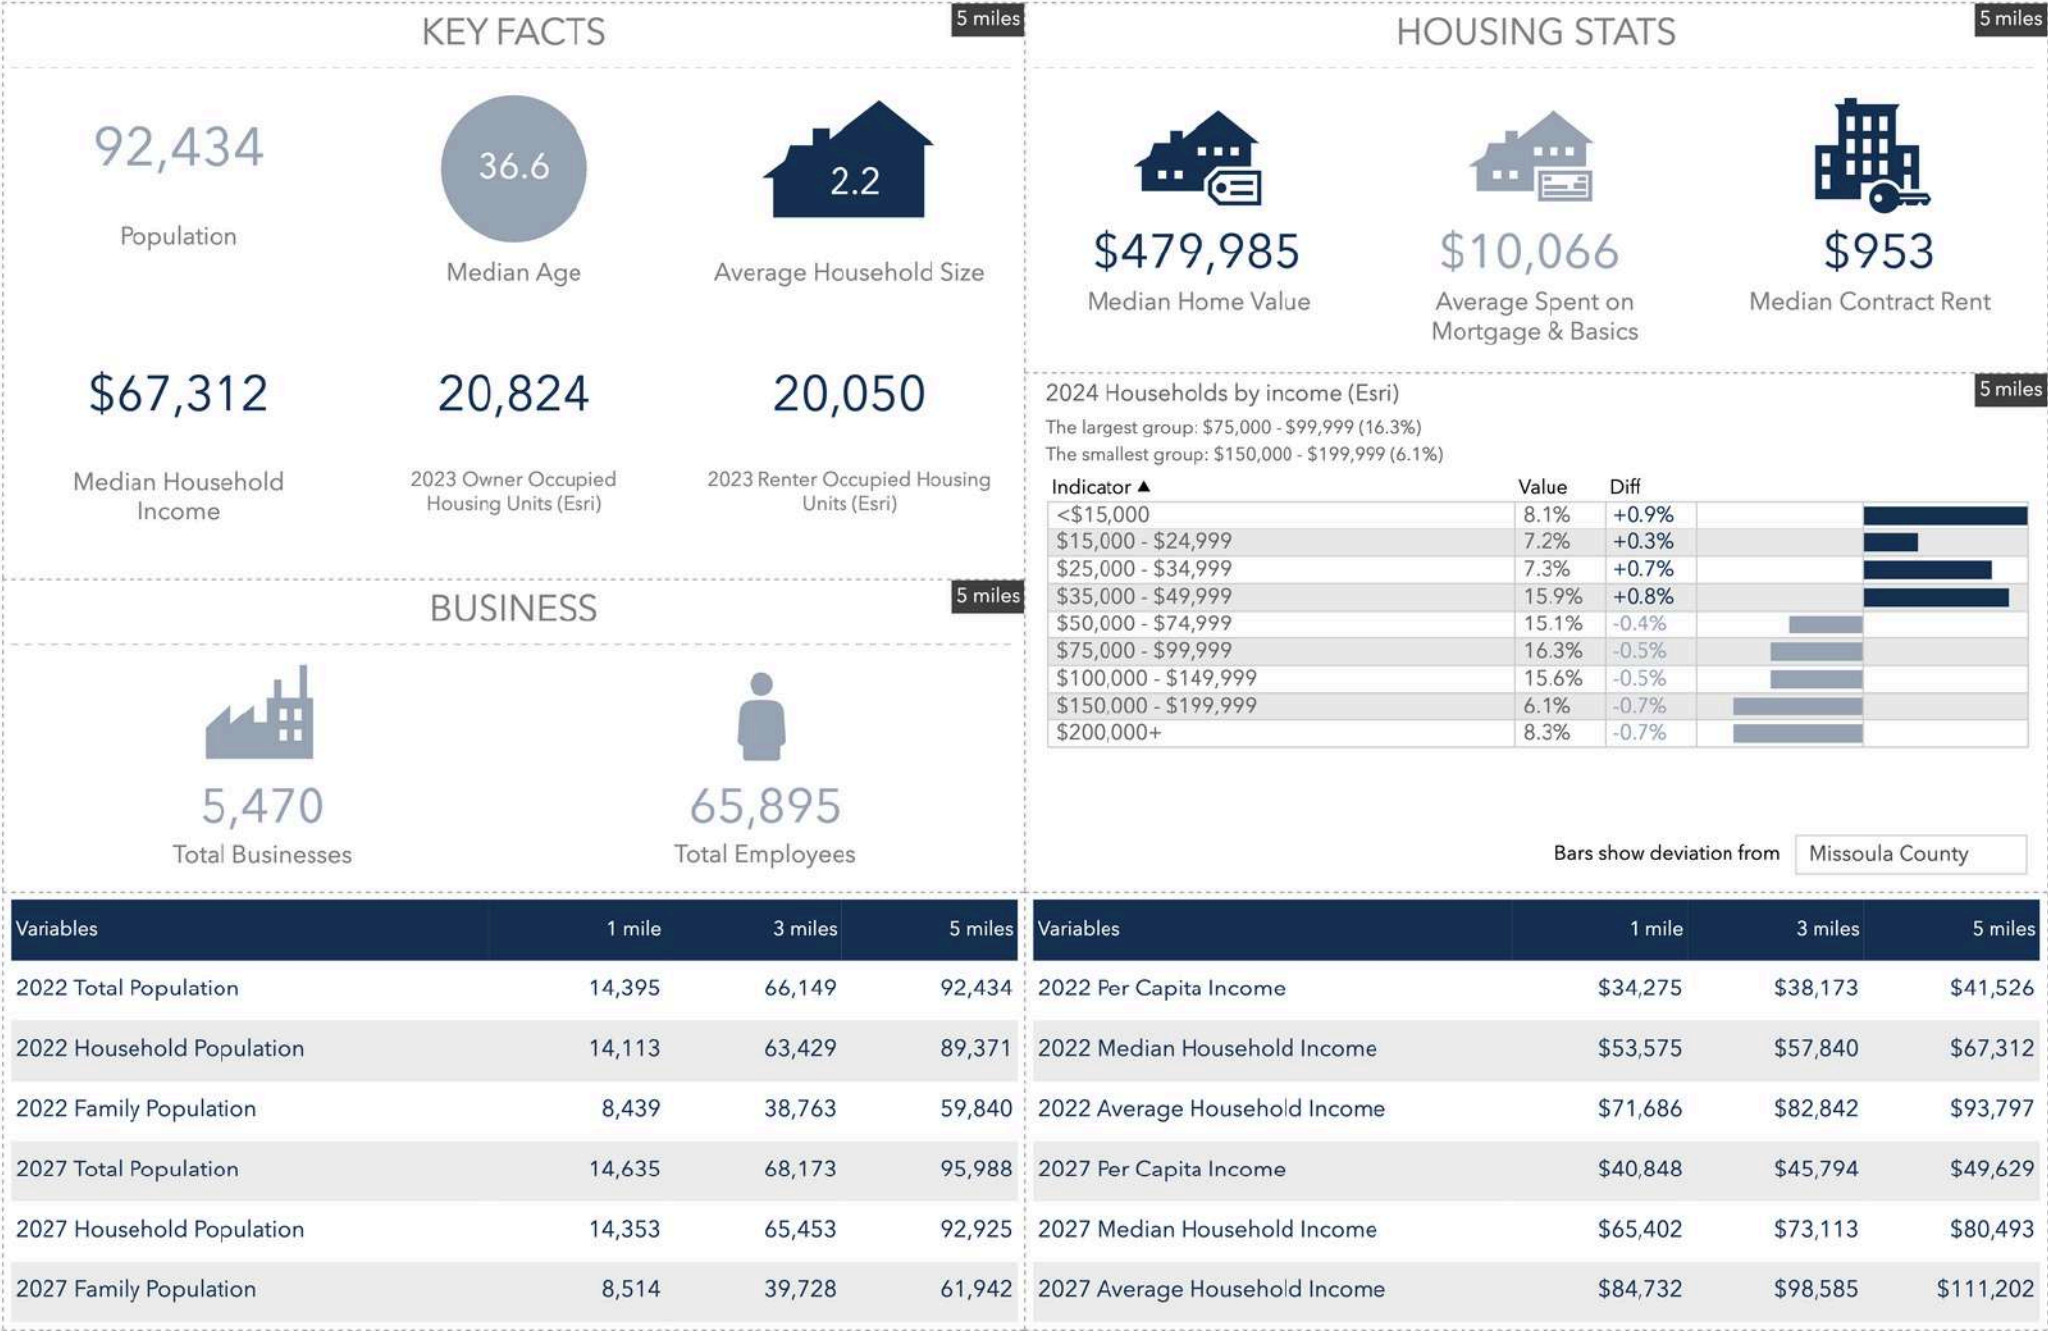 KEY FACTS
5 miles
92,434
Population
36.6
Median Age
2.2
Average Household Size
$67,312
Median Household
Income
20,824
2023 Owner Occupied
Housing Units (Esri)
20,050
2023 Renter Occupied Housing
Units (Esri)
BUSINESS
5 miles
5,470
Total Businesses
65,895
Total Employees
HOUSING STATS
5 miles
$479,985
Median Home Value
$10,066
Average Spent on
Mortgage & Basics
$953
Median Contract Rent
2024 Households by income (Esri)
5 miles
The largest group: $75,000 - $99,999 (16.3%)
The smallest group: $150,000 - $199,999 (6.1%)
Indicator ▲ Value Diff
<$15,000 8.1% +0.9%
$15,000 - $24,999 7.2% +0.3%
$25,000 - $34,999 7.3% +0.7%
$35,000 - $49,999 15.9% +0.8%
$50,000 - $74,999 15.1% -0.4%
$75,000 - $99,999 16.3% -0.5%
$100,000 - $149,999 15.6% -0.5%
$150,000 - $199,999 6.1% -0.7%
$200,000+ 8.3% -0.7%
Bars show deviation from Missoula County
Variables 1 mile 3 miles 5 miles
2022 Total Population 14,395 66,149 92,434
2022 Household Population 14,113 63,429 89,371
2022 Family Population 8,439 38,763 59,840
2027 Total Population 14,635 68,173 95,988
2027 Household Population 14,353 65,453 92,925
2027 Family Population 8,514 39,728 61,942
Variables 1 mile 3 miles 5 miles
2022 Per Capita Income $34,275 $38,173 $41,526
2022 Median Household Income $53,575 $57,840 $67,312
2022 Average Household Income $71,686 $82,842 $93,797
2027 Per Capita Income $40,848 $45,794 $49,629
2027 Median Household Income $65,402 $73,113 $80,493
2027 Average Household Income $84,732 $98,585 $111,202